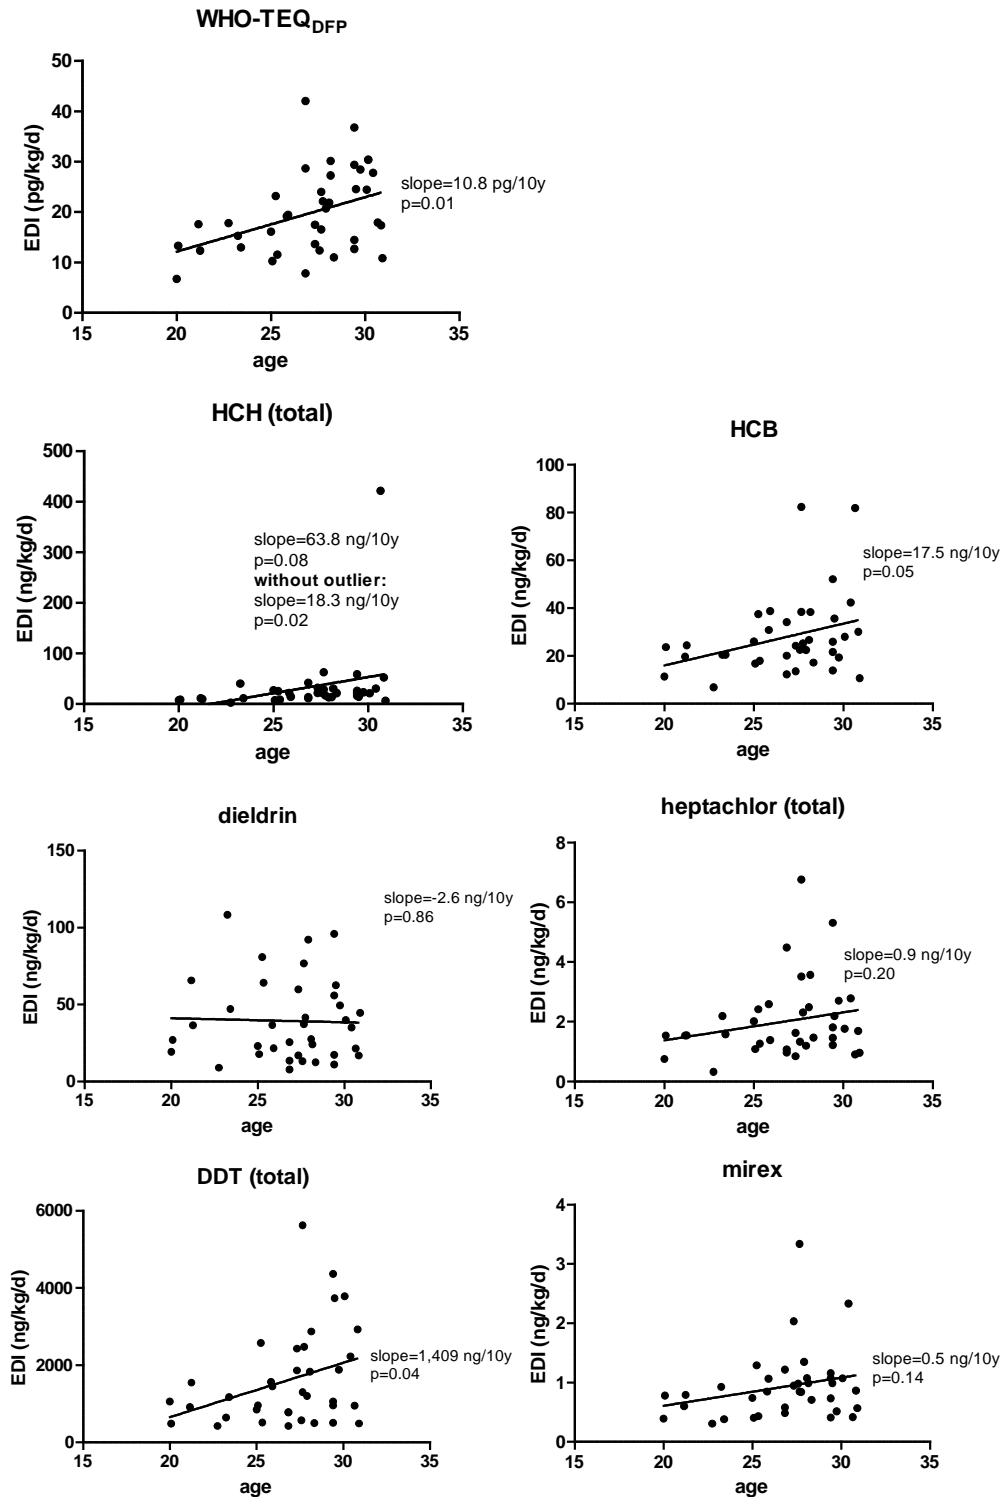 WHO-TEQDFP
50
40
30
20
10
0
EDI (pg/kg/d)
slope=10.8 pg/10y
p=0.01
15 20 25 30 35
age
HCH (total)
500
400
300
200
100
0
EDI (ng/kg/d)
slope=63.8 ng/10y
p=0.08
without outlier:
slope=18.3 ng/10y
p=0.02
15 20 25 30 35
age
HCB
100
80
60
40
20
0
EDI (ng/kg/d)
slope=17.5 ng/10y
p=0.05
15 20 25 30 35
age
dieldrin
150
100
50
0
EDI (ng/kg/d)
slope=-2.6 ng/10y
p=0.86
15 20 25 30 35
age
heptachlor (total)
8
6
4
2
0
EDI (ng/kg/d)
slope=0.9 ng/10y
p=0.20
15 20 25 30 35
age
DDT (total)
6000
4000
2000
0
EDI (ng/kg/d)
slope=1,409 ng/10y
p=0.04
15 20 25 30 35
age
mirex
4
3
2
1
0
EDI (ng/kg/d)
slope=0.5 ng/10y
p=0.14
15 20 25 30 35
age